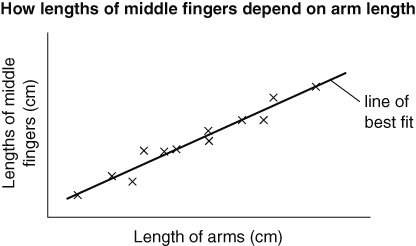 How lengths of middle fingers depend on arm length
Lengths of middle
fingers (cm)
line of
best fit
Length of arms (cm)